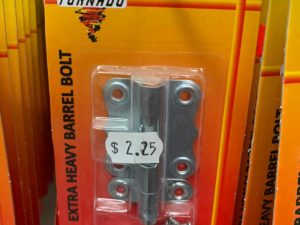 TORNADO
EXTRA HEAVY BARREL BOLT
$ 2.25
BARREL BOLT